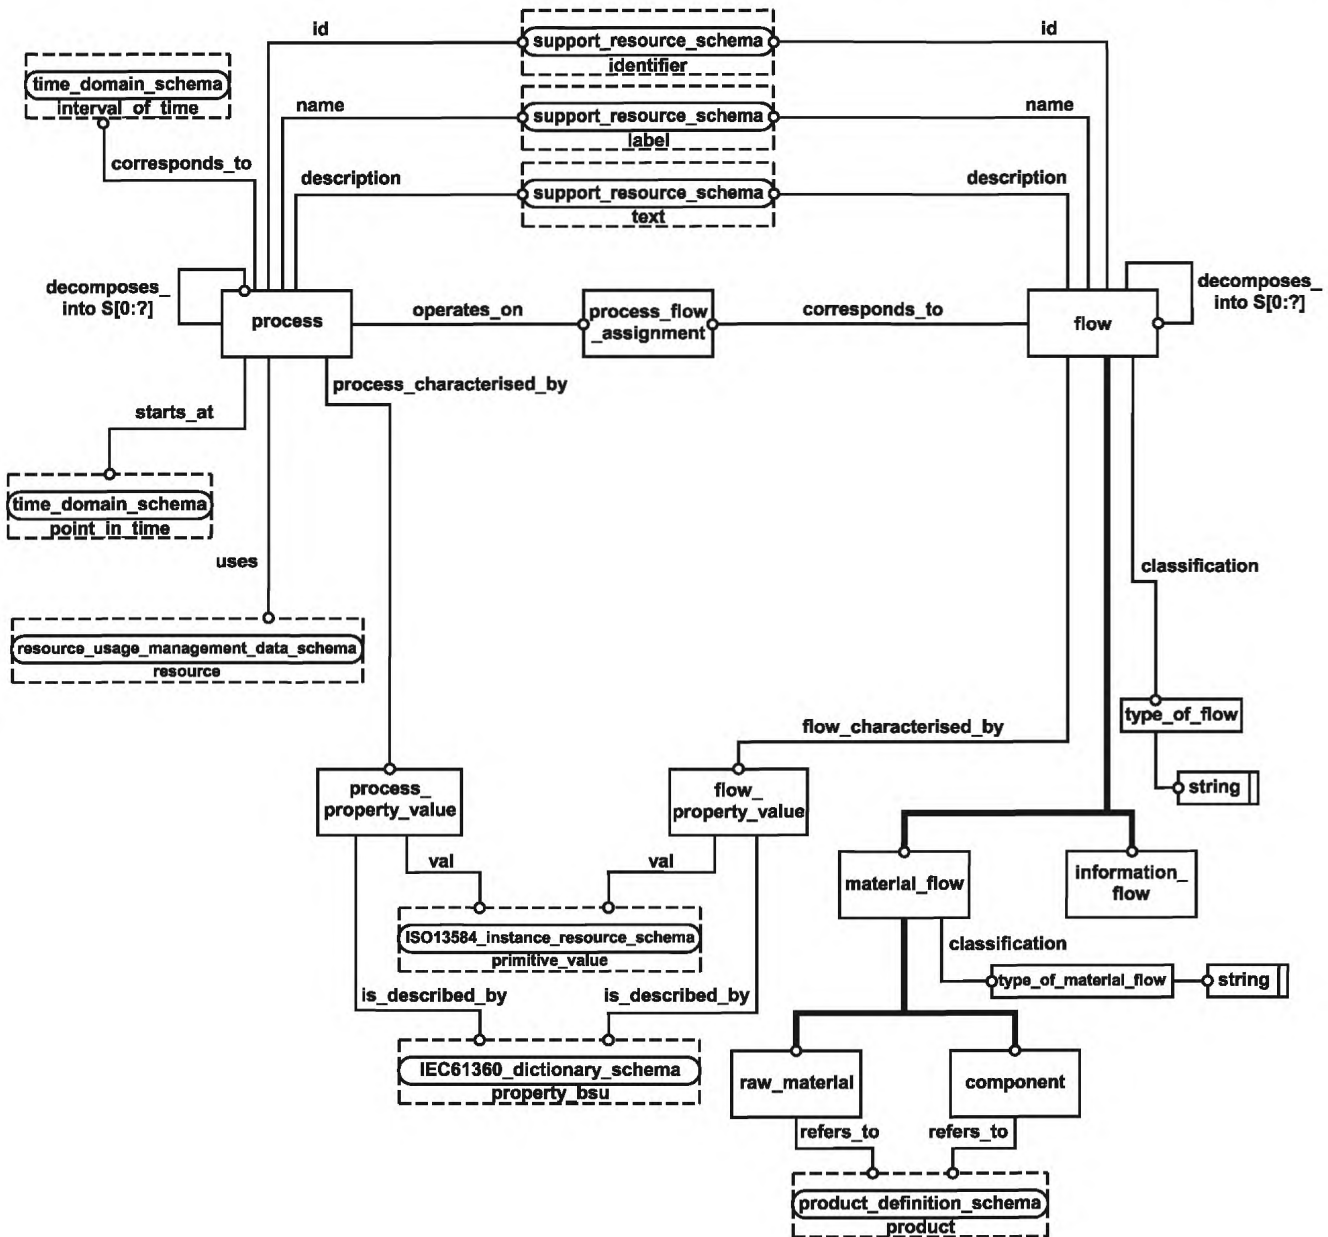 id
support_resource_schema
id
identifier
time_domain_schema
interval_of_time
name
support_resource_schema
name
label
corresponds_to
description
support_resource_schema
description
text
decomposes_
into S[0:?]
process
operates_on
process_flow
_assignment
corresponds_to
flow
decomposes_
into S[0:?]
process_characterised_by
starts_at
time_domain_schema
point_in_time
uses
classification
resource_usage_management_data_schema
resource
type_of_flow
flow_characterised_by
string
process_
property_value
flow_
property_value
val
val
material_flow
information_
flow
ISO13584_instance_resource_schema
primitive_value
classification
type_of_material_flow
string
is_described_by
is_described_by
IEC61360_dictionary_schema
property_bsu
raw_material
component
refers_to
refers_to
product_definition_schema
product